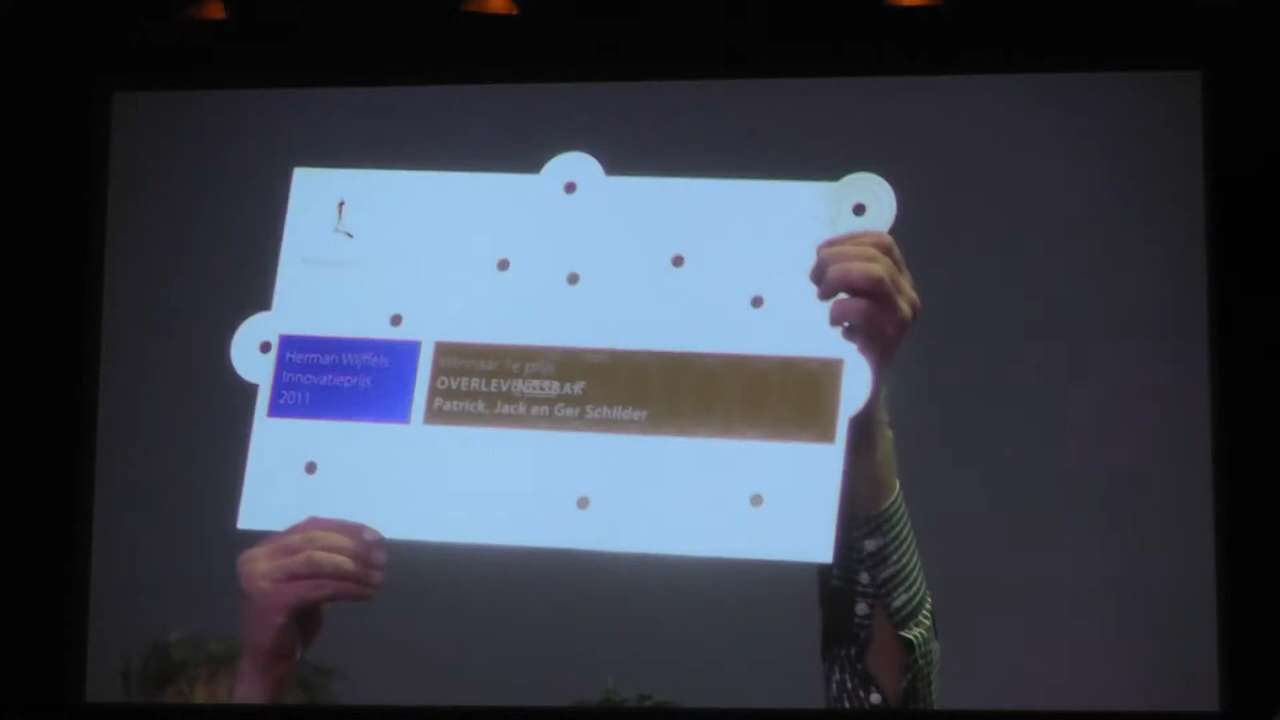 Herman Wijffels
Innovatieprijs
2011
Winnaar 1e prijs
Patrick, Jack en Ger Schilder